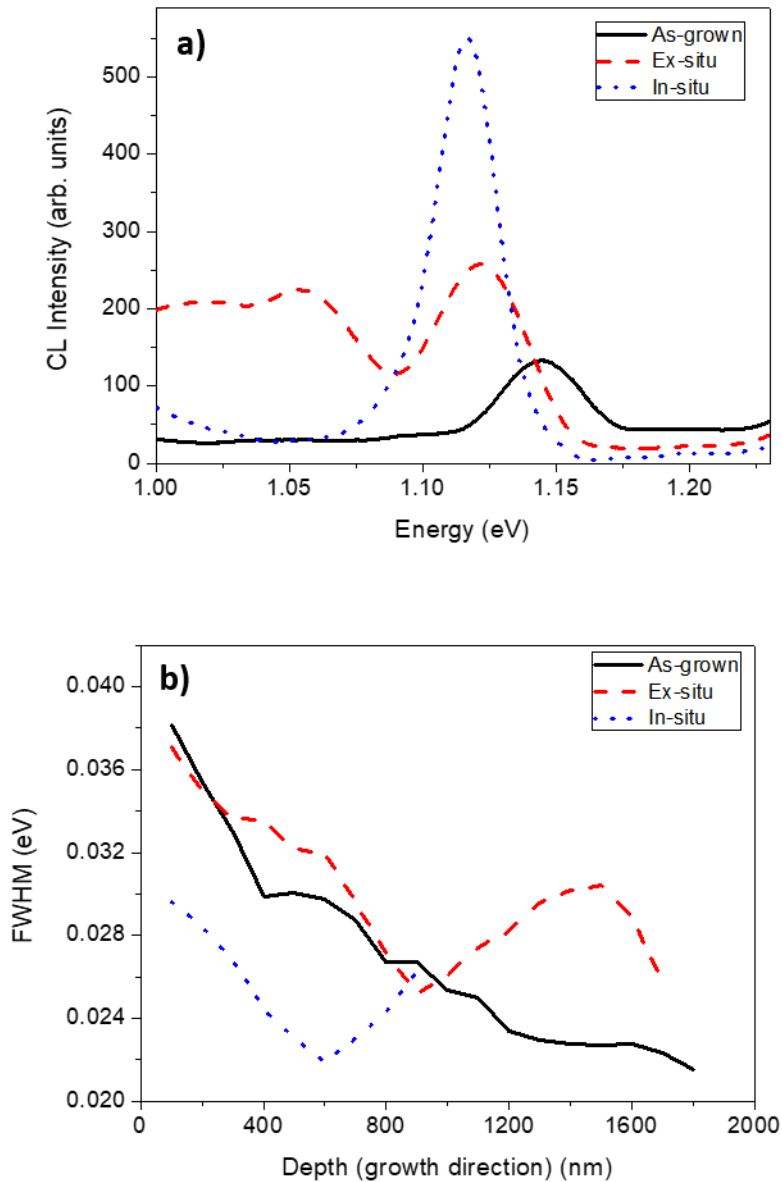 a)
As-grown
Ex-situ
In-situ
CL Intensity (arb. units)
500
400
300
200
100
0
1.00 1.05 1.10 1.15 1.20
Energy (eV)
b)
As-grown
Ex-situ
In-situ
FWHM (eV)
0.040
0.036
0.032
0.028
0.024
0.020
0 400 800 1200 1600 2000
Depth (growth direction) (nm)